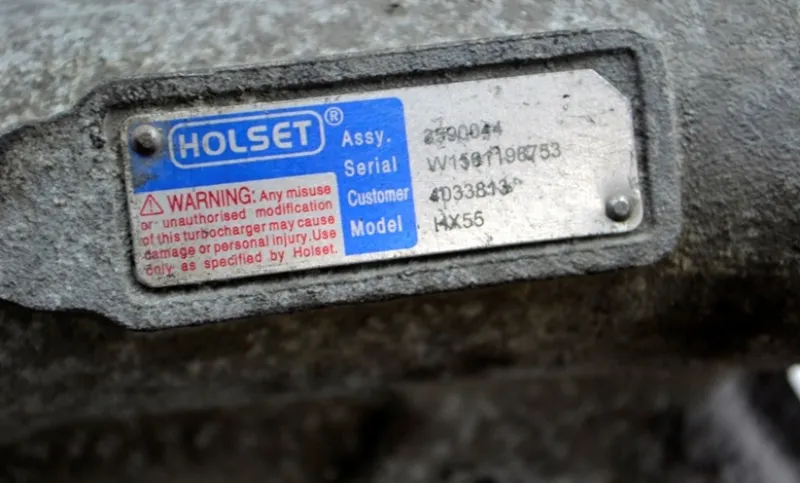 HOLSET®
Assy.
Serial
Customer 4033813
Model HX55
WARNING: Any misuse
or unauthorised modification
of this turbocharger may cause
damage or personal injury. Use
only as specified by Holset.